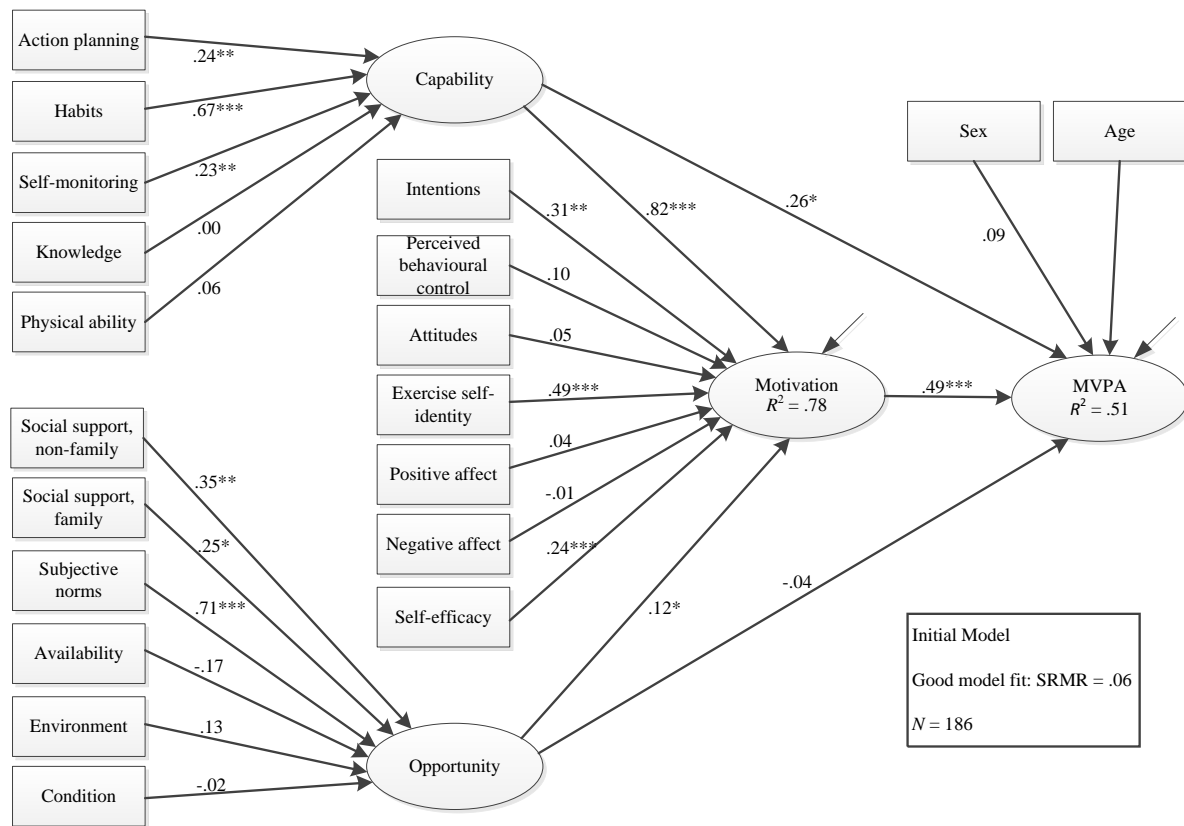 Action planning
Habits
Self-monitoring
Knowledge
Physical ability
.24**
.67***
.23**
.00
.06
Capability
Social support,
non-family
Social support,
family
Subjective
norms
Availability
Environment
Condition
.35**
.25*
.71***
-.17
.13
-.02
Opportunity
Intentions
Perceived
behavioural
control
Attitudes
Exercise self-
identity
Positive affect
Negative affect
Self-efficacy
.31**
.10
.05
.49***
.04
-.01
.24***
.82***
.12*
Motivation
R² = .78
.26*
.49***
-.04
Sex
Age
.09
MVPA
R² = .51
Initial Model
Good model fit: SRMR = .06
N = 186